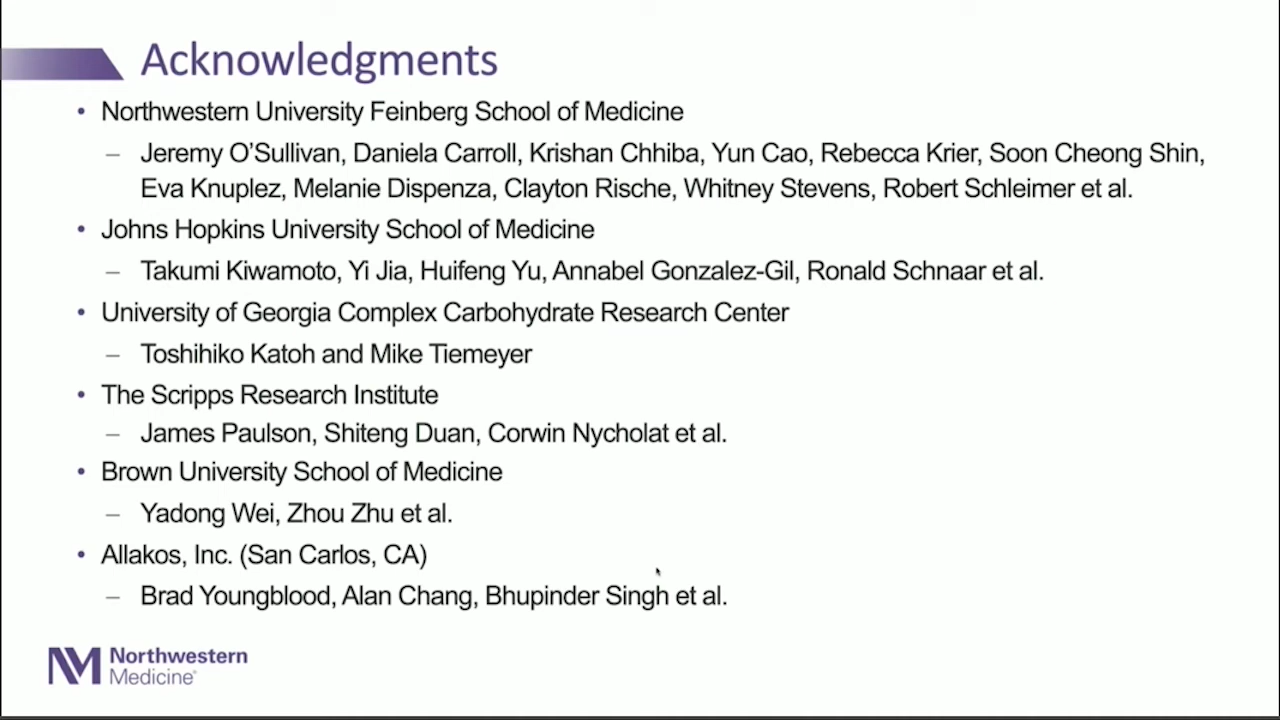 Acknowledgments
• Northwestern University Feinberg School of Medicine
– Jeremy O’Sullivan, Daniela Carroll, Krishan Chhiba, Yun Cao, Rebecca Krier, Soon Cheong Shin,
Eva Knuplez, Melanie Dispenza, Clayton Rische, Whitney Stevens, Robert Schleimer et al.
• Johns Hopkins University School of Medicine
– Takumi Kiwamoto, Yi Jia, Huifeng Yu, Annabel Gonzalez-Gil, Ronald Schnaar et al.
• University of Georgia Complex Carbohydrate Research Center
– Toshihiko Katoh and Mike Tiemeyer
• The Scripps Research Institute
– James Paulson, Shiteng Duan, Corwin Nycholat et al.
• Brown University School of Medicine
– Yadong Wei, Zhou Zhu et al.
• Allakos, Inc. (San Carlos, CA)
– Brad Youngblood, Alan Chang, Bhupinder Singh et al.
NM Northwestern
Medicine®